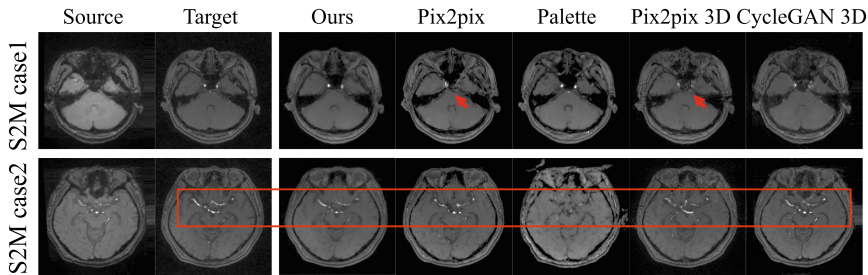 Source Target Ours Pix2pix Palette Pix2pix 3D CycleGAN 3D
S2M case1
S2M case2